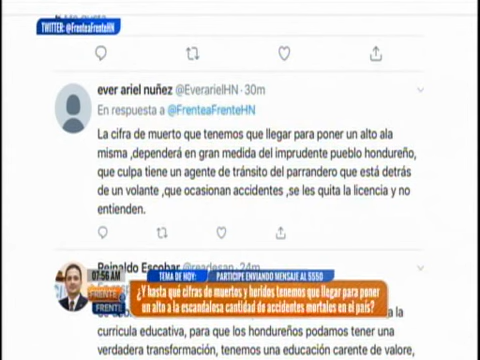 TWITTER: @FrenteaFrenteHN
ever ariel nuñez @EverarielHN · 30m
En respuesta a @FrenteaFrenteHN
La cifra de muerto que tenemos que llegar para poner un alto ala
misma ,dependerá en gran medida del imprudente pueblo hondureño,
que culpa tiene un agente de tránsito del parrandero que está detrás
de un volante ,que ocasionan accidentes ,se les quita la licencia y no
entienden.
Reinaldo Escobar @readesan · 24m
07:56 AM
TEMA DE HOY: PARTICIPE ENVIANDO MENSAJE AL 5550
FRENTE
FRENTE
¿Y hasta qué cifras de muertos y heridos tenemos que llegar para poner
un alto a la escandalosa cantidad de accidentes mortales en el país?
a la
curricula educativa, para que los hondureños podamos tener una
verdadera transformación, tenemos una educación carente de valore,